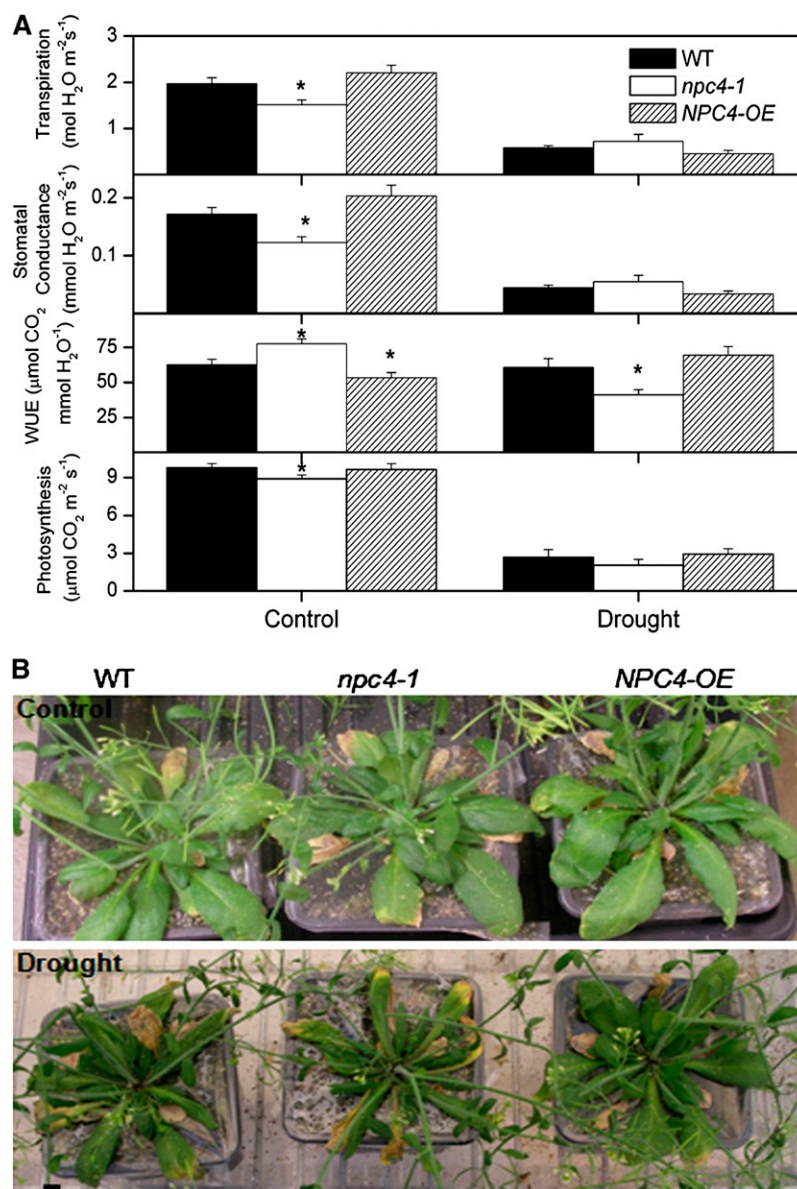 A
Transpiration
(mol H2O m-2s-1)
3
2
1
WT
npc4-1
NPC4-OE
*
Stomatal
Conductance
(mmol H2O m-2s-1)
0.2
0.1
*
WUE (µmol CO2
mmol H2O-1)
75
50
25
*
*
*
Photosynthesis
(µmol CO2 m-2 s-1)
9
6
3
0
*
Control
Drought
B
WT npc4-1 NPC4-OE
Control
Drought